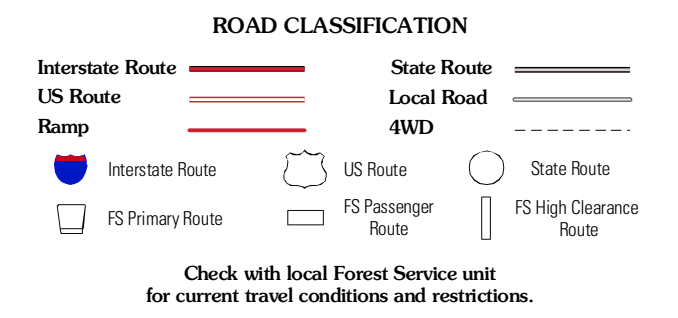 ROAD CLASSIFICATION
Interstate Route
State Route
US Route
Local Road
Ramp
4WD
Interstate Route
US Route
State Route
FS Primary Route
FS Passenger
Route
FS High Clearance
Route
Check with local Forest Service unit
for current travel conditions and restrictions.